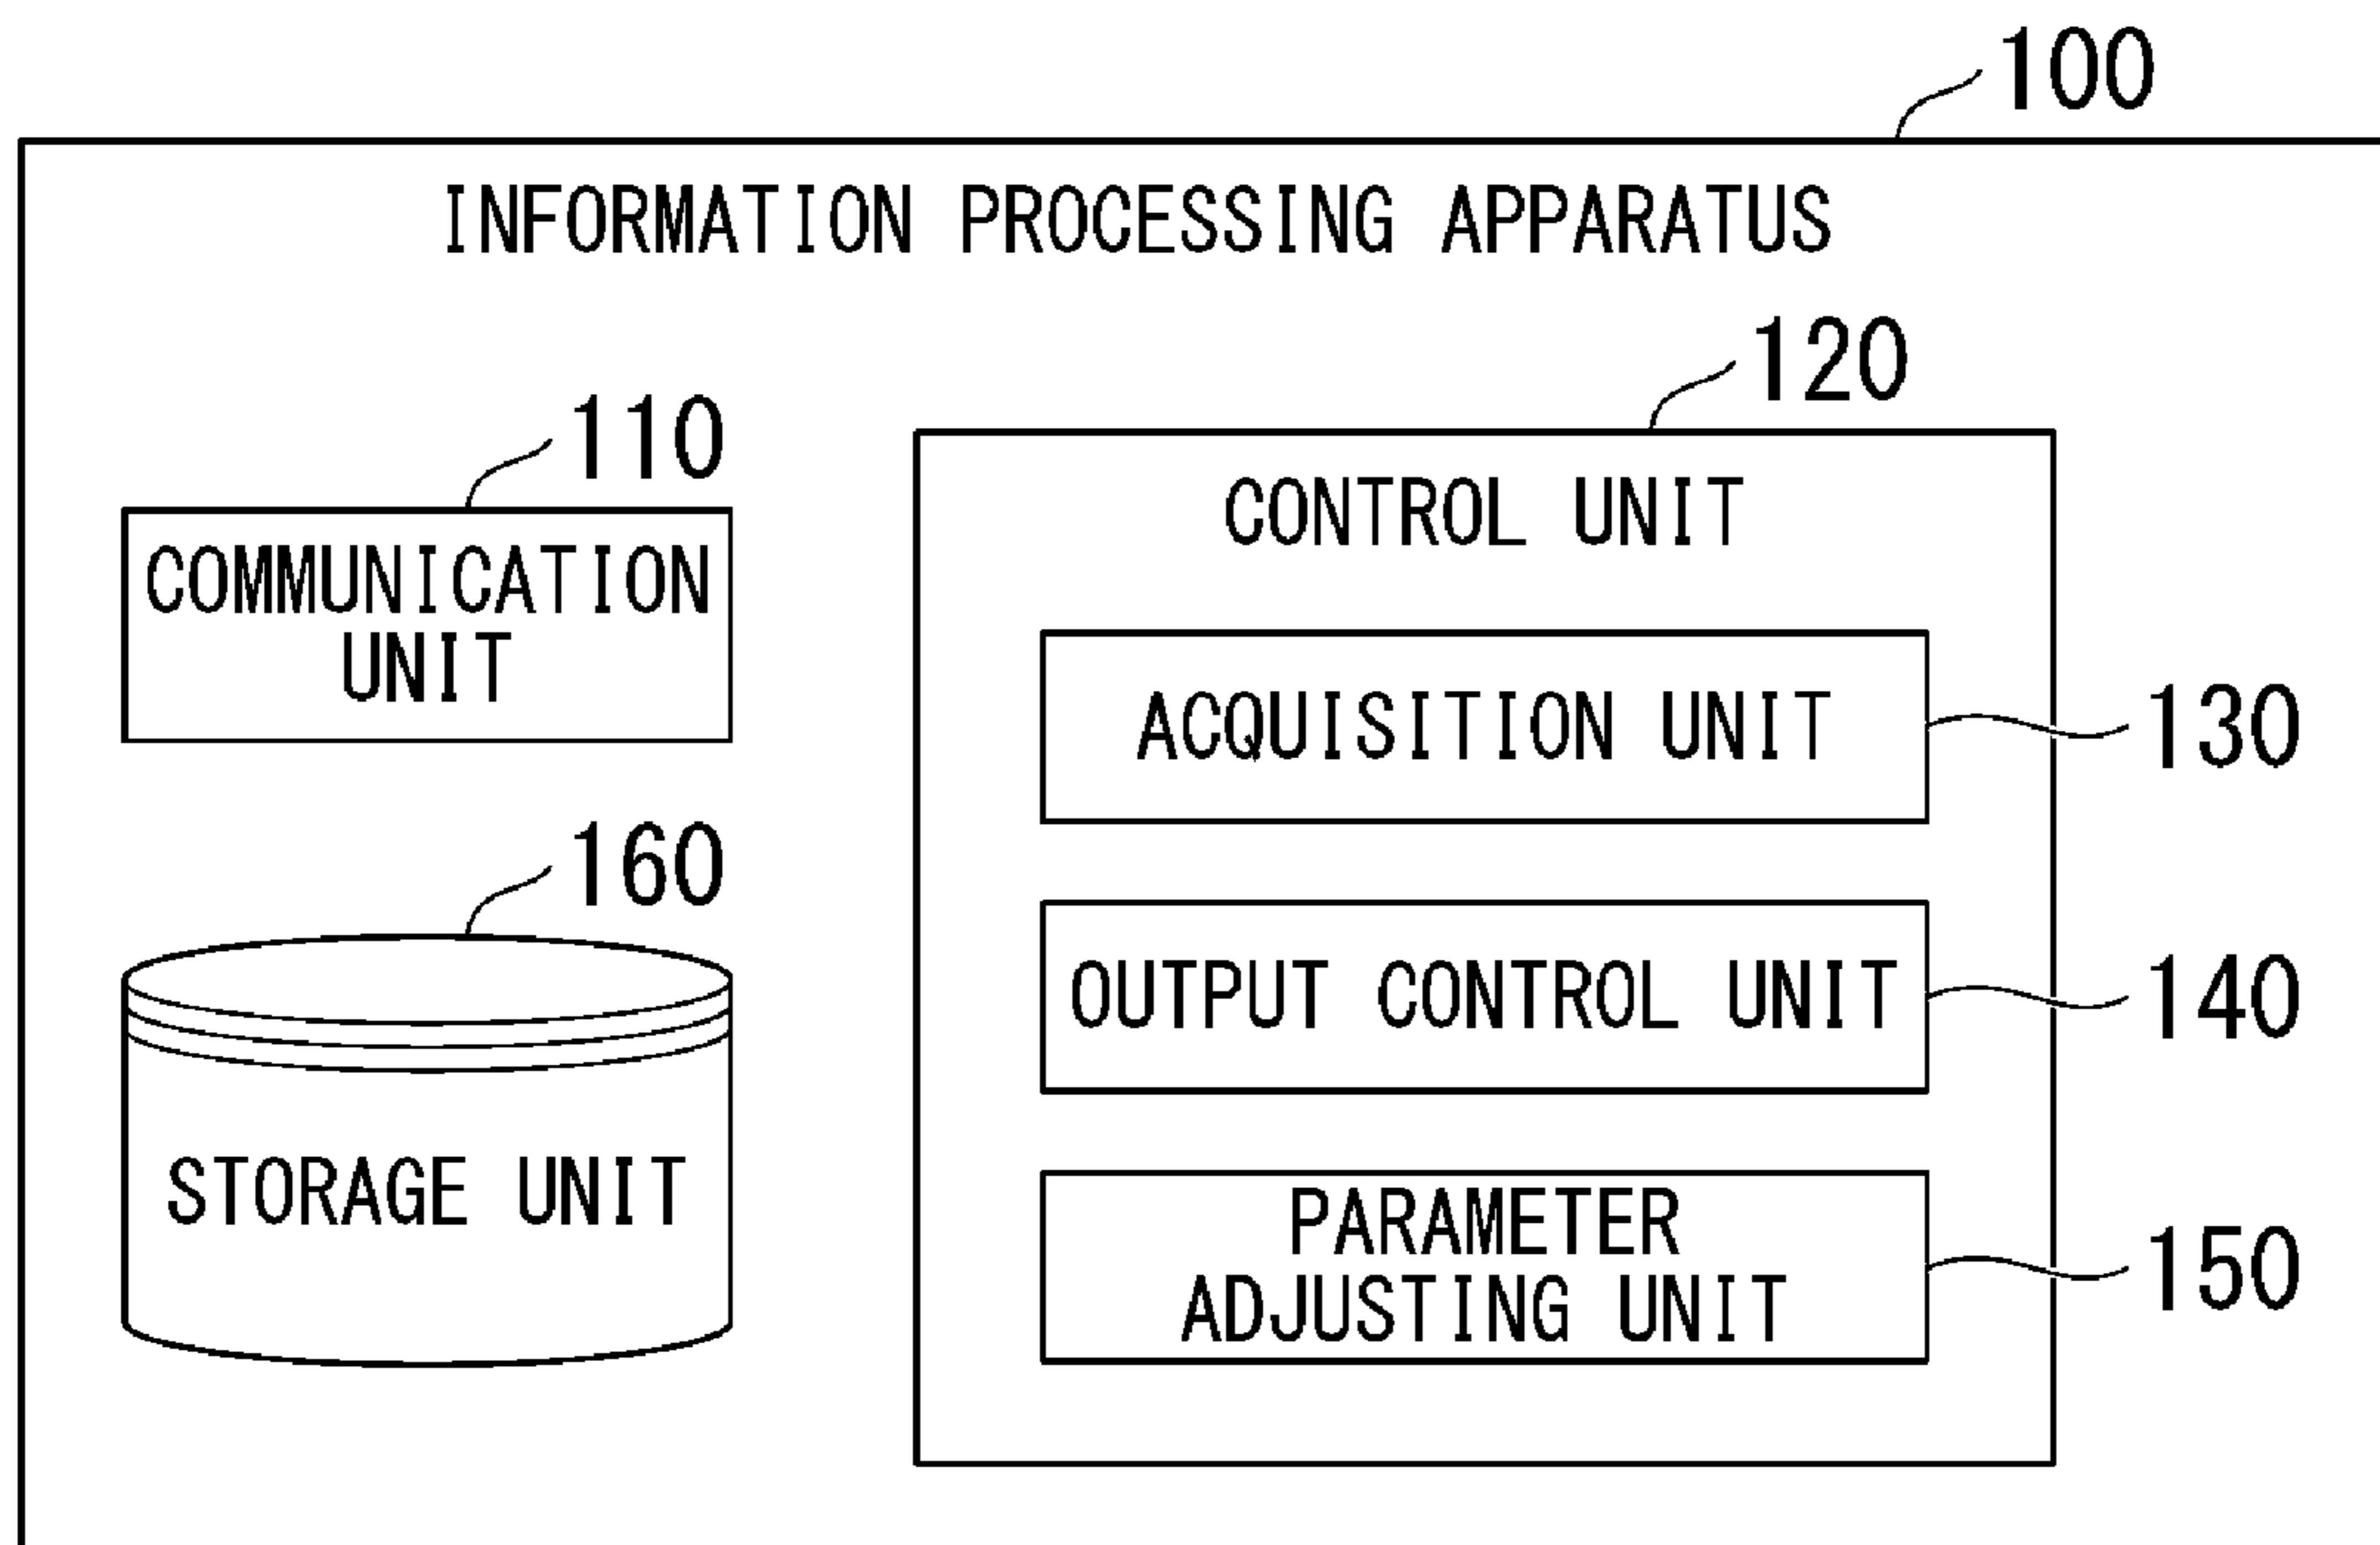 100
INFORMATION PROCESSING APPARATUS
110
COMMUNICATION
UNIT
160
STORAGE UNIT
120
CONTROL UNIT
ACQUISITION UNIT
130
OUTPUT CONTROL UNIT
140
PARAMETER
ADJUSTING UNIT
150